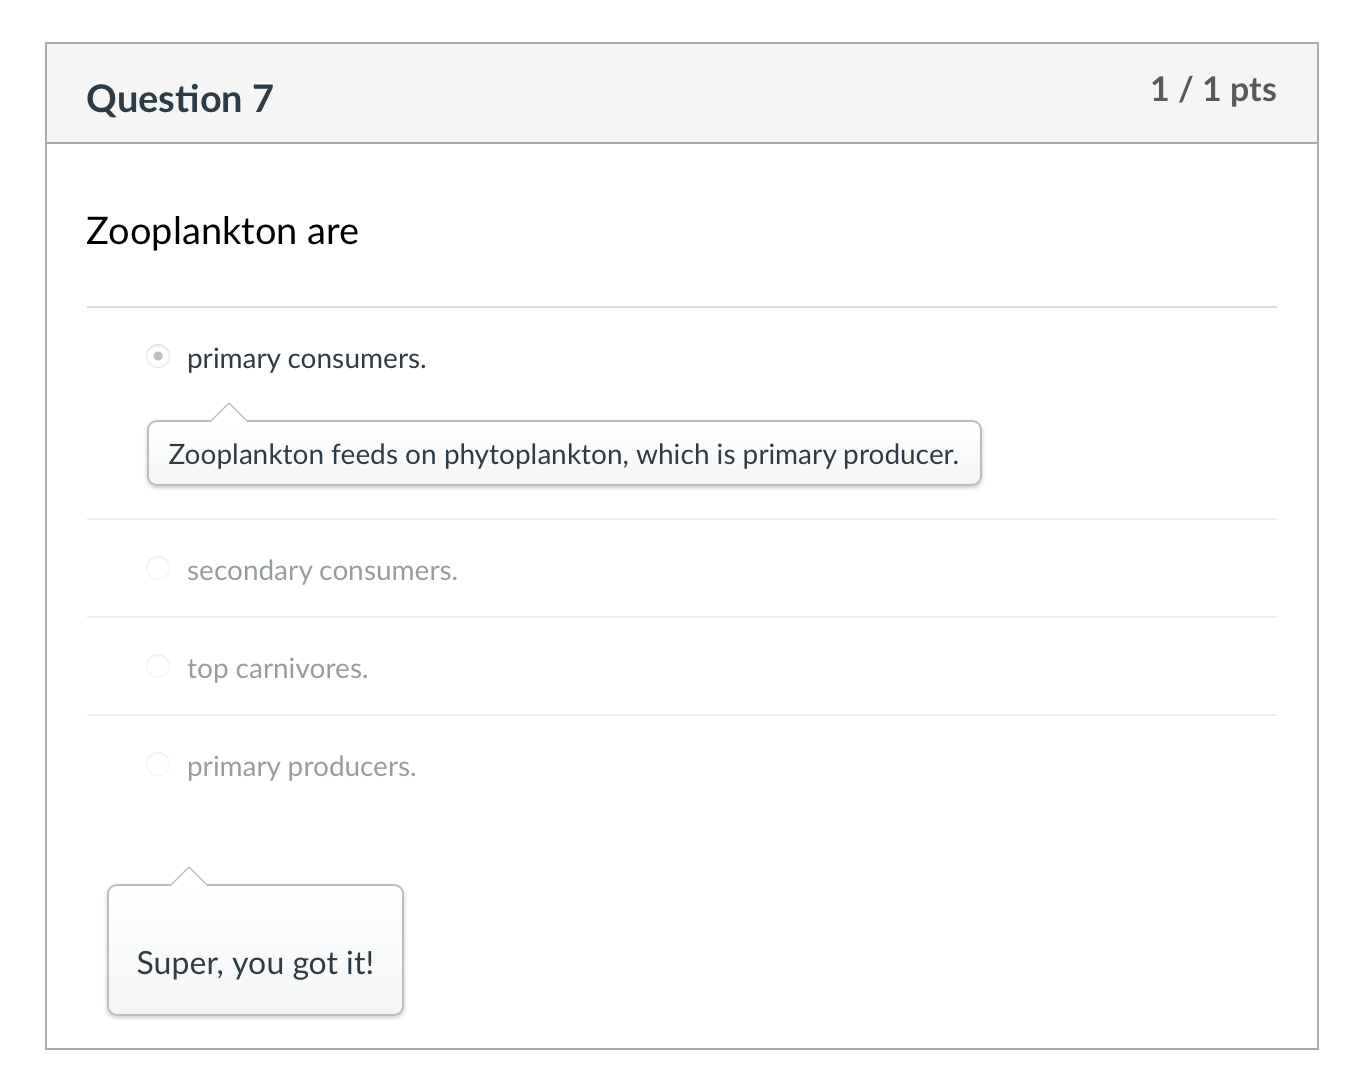 Question 7
1 / 1 pts
Zooplankton are
primary consumers.
Zooplankton feeds on phytoplankton, which is primary producer.
secondary consumers.
top carnivores.
primary producers.
Super, you got it!